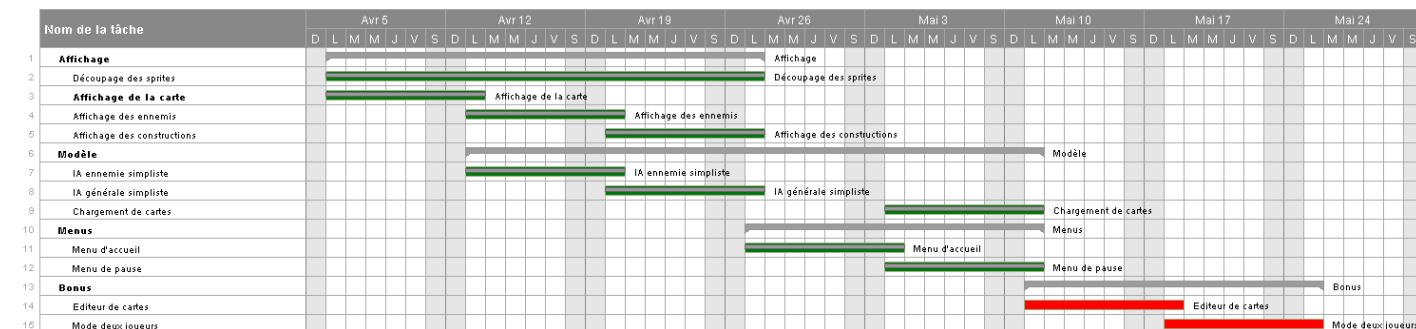 Nom de la tâche
Avr 5 Avr 12 Avr 19 Avr 26 Mai 3 Mai 10 Mai 17 Mai 24
D L M M J V S D L M M J V S D L M M J V S D L M M J V S D L M M J V S D L M M J V S D L M M J V S D L M M J V S
1 Affichage Affichage
2 Découpage des sprites Découpage des sprites
3 Affichage de la carte Affichage de la carte
4 Affichage des ennemis Affichage des ennemis
5 Affichage des constructions Affichage des constructions
6 Modèle Modèle
7 IA ennemie simpliste IA ennemie simpliste
8 IA générale simpliste IA générale simpliste
9 Chargement de cartes Chargement de cartes
10 Menus Menus
11 Menu d'accueil Menu d'accueil
12 Menu de pause Menu de pause
13 Bonus Bonus
14 Editeur de cartes Editeur de cartes
15 Mode deux joueurs Mode deux joueurs